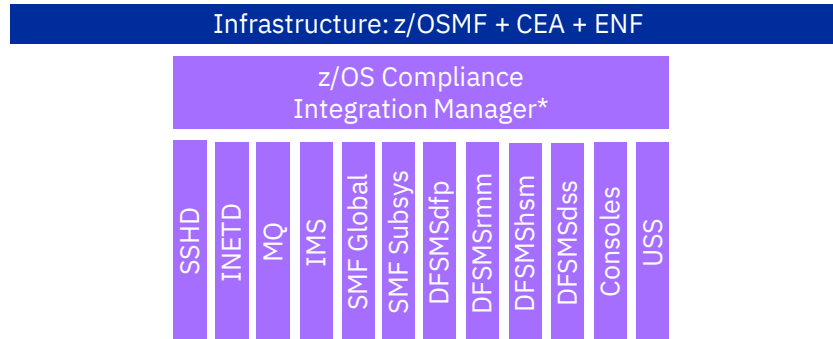 Infrastructure: z/OSMF + CEA + ENF
z/OS Compliance
Integration Manager*
SSHD
INETD
MQ
IMS
SMF Global
SMF Subsys
DFSMSdfp
DFSMSrmm
DFSMShsm
DFSMSdss
Consoles
USS